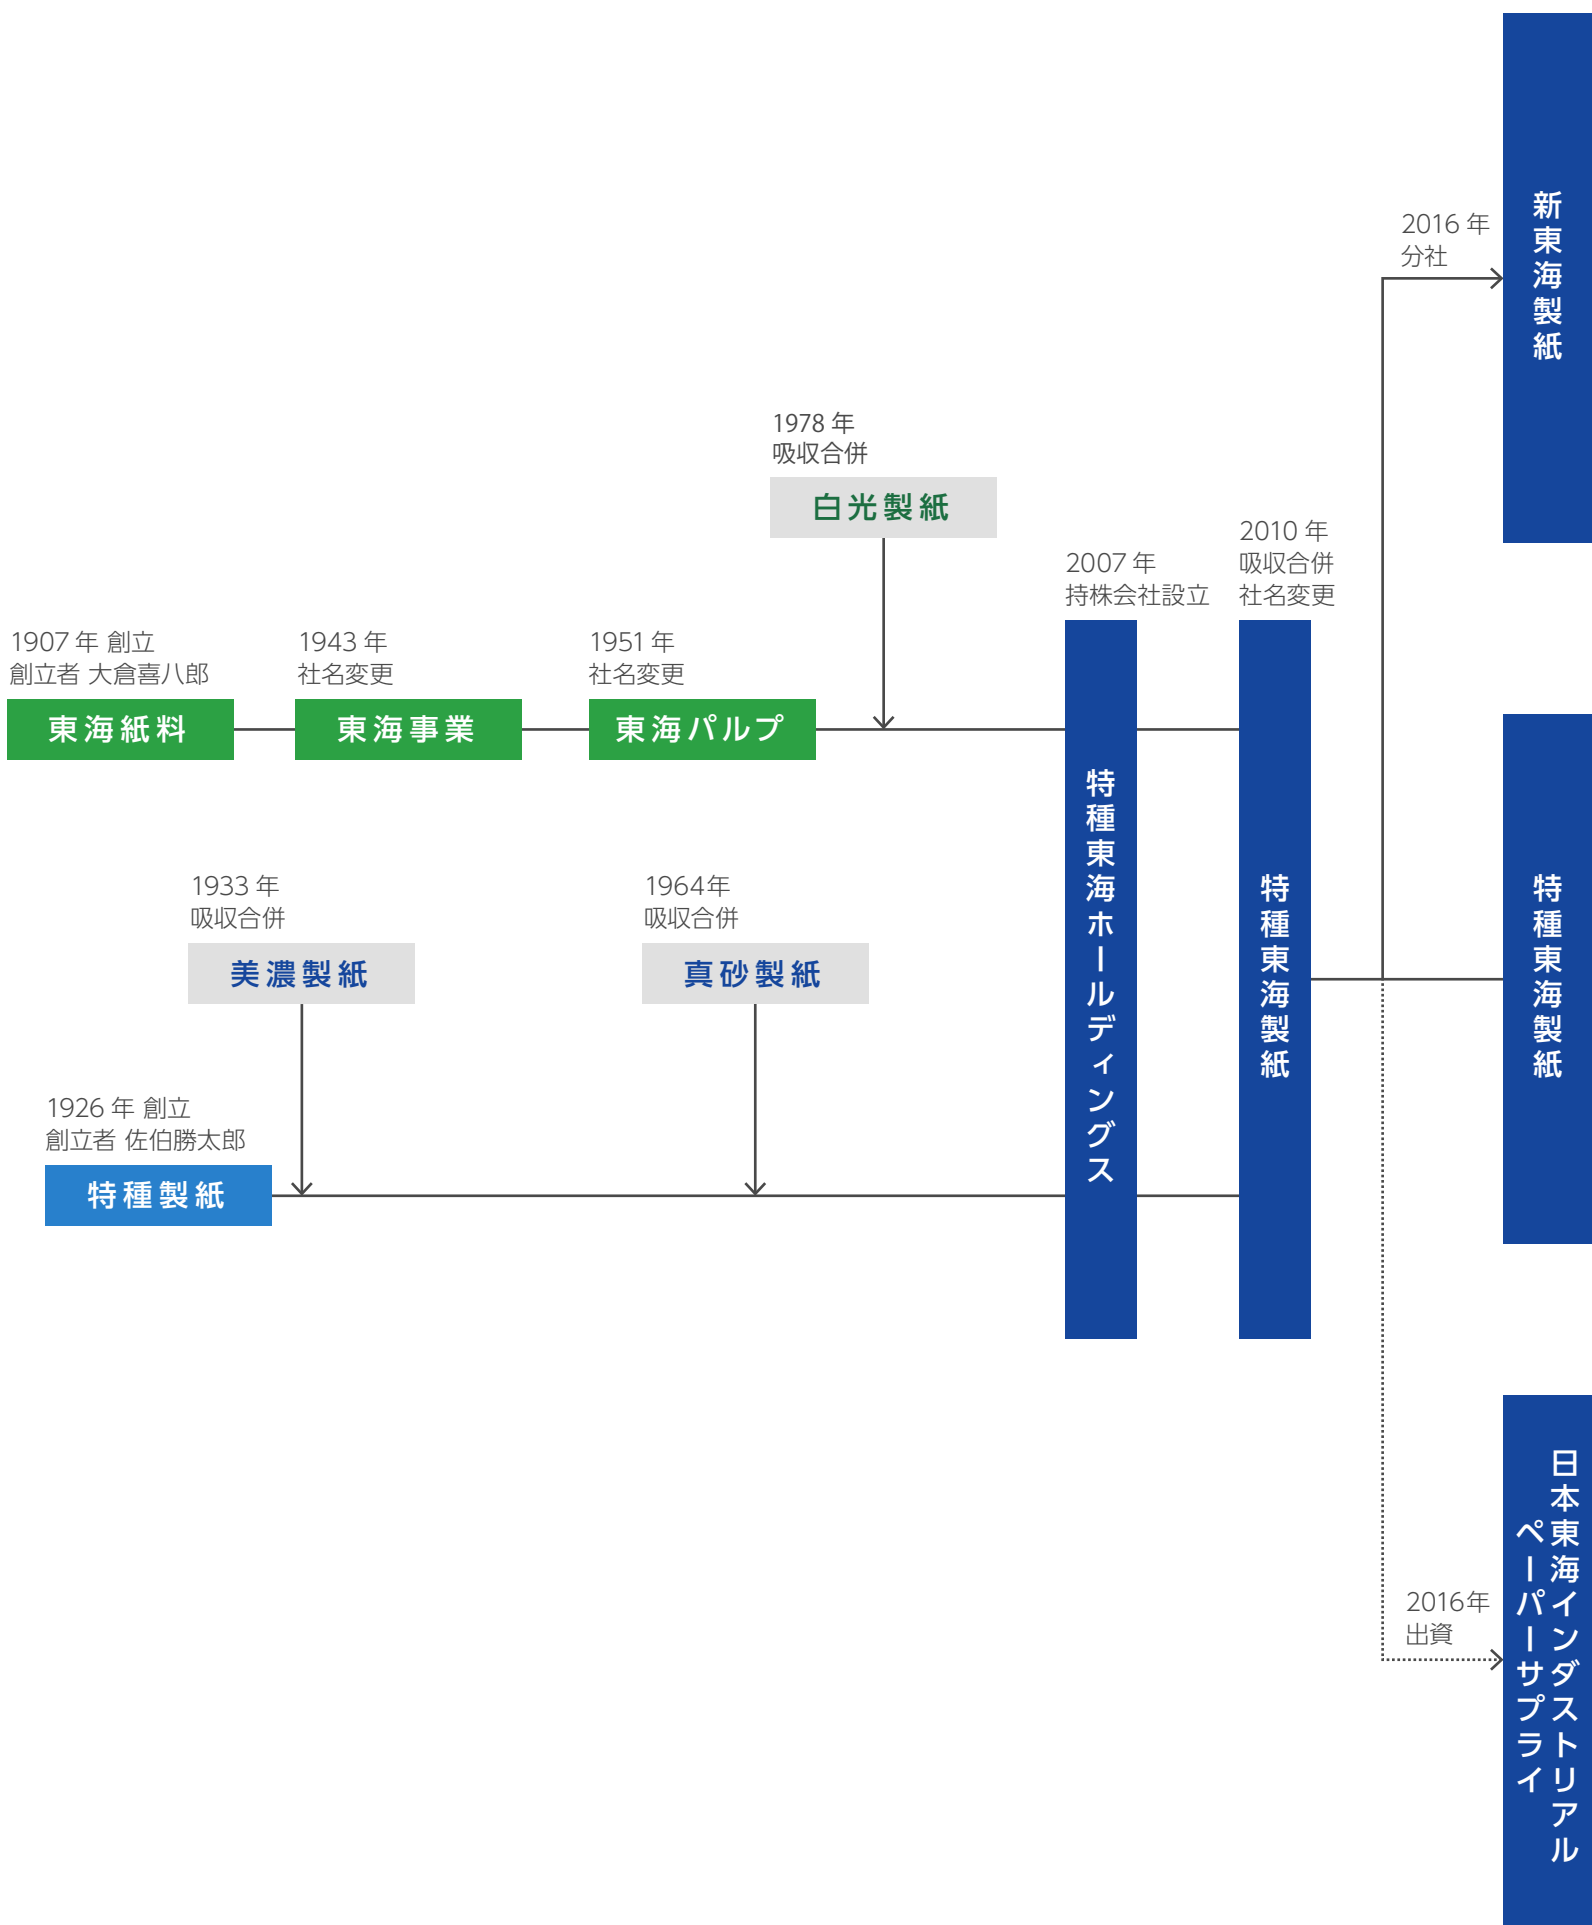 1907 年 創立
創立者 大倉喜八郎
東海紙料
1943 年
社名変更
東海事業
1951 年
社名変更
東海パルプ
1978 年
吸収合併
白光製紙
1926 年 創立
創立者 佐伯勝太郎
特種製紙
1933 年
吸収合併
美濃製紙
1964年
吸収合併
真砂製紙
2007 年
持株会社設立
特種東海ホールディングス
2010 年
吸収合併
社名変更
特種東海製紙
2016 年
分社
新東海製紙
特種東海製紙
2016年
出資
日本東海インダストリアル
ペーパーサプライ